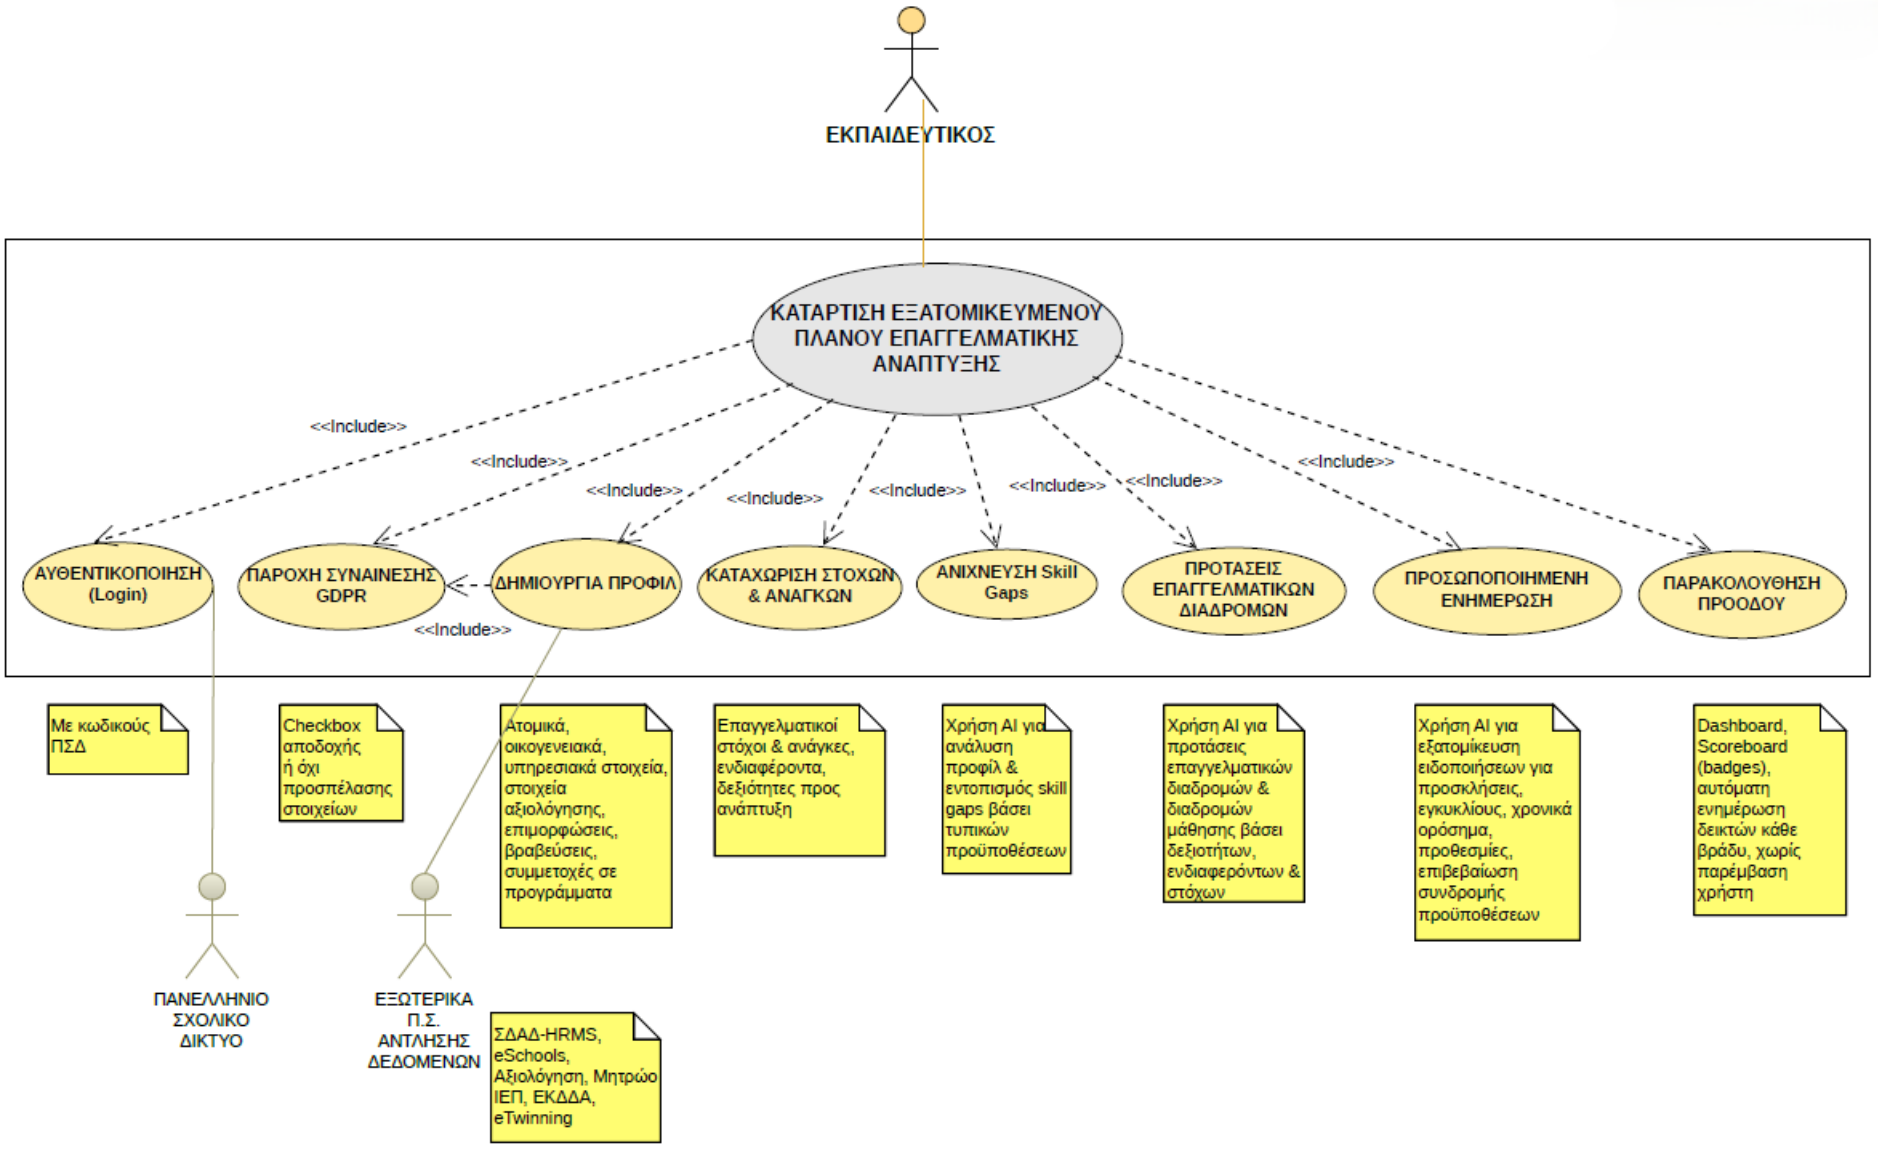 ΕΚΠΑΙΔΕΥΤΙΚΟΣ
ΚΑΤΑΡΤΙΣΗ ΕΞΑΤΟΜΙΚΕΥΜΕΝΟΥ
ΠΛΑΝΟΥ ΕΠΑΓΓΕΛΜΑΤΙΚΗΣ
ΑΝΑΠΤΥΞΗΣ
<<Include>>
<<Include>>
<<Include>>
<<Include>>
<<Include>>
<<Include>>
<<Include>>
<<Include>>
ΑΥΘΕΝΤΙΚΟΠΟΙΗΣΗ
(Login)
ΠΑΡΟΧΗ ΣΥΝΑΙΝΕΣΗΣ
GDPR
<<Include>>
ΔΗΜΙΟΥΡΓΙΑ ΠΡΟΦΙΛ
ΚΑΤΑΧΩΡΙΣΗ ΣΤΟΧΩΝ
& ΑΝΑΓΚΩΝ
ΑΝΙΧΝΕΥΣΗ Skill
Gaps
ΠΡΟΤΑΣΕΙΣ
ΕΠΑΓΓΕΛΜΑΤΙΚΩΝ
ΔΙΑΔΡΟΜΩΝ
ΠΡΟΣΩΠΟΠΟΙΗΜΕΝΗ
ΕΝΗΜΕΡΩΣΗ
ΠΑΡΑΚΟΛΟΥΘΗΣΗ
ΠΡΟΟΔΟΥ
Με κωδικούς
ΠΣΔ
Checkbox
αποδοχής
ή όχι
προσπέλασης
στοιχείων
Ατομικά,
οικογενειακά,
υπηρεσιακά στοιχεία,
στοιχεία
αξιολόγησης,
επιμορφώσεις,
βραβεύσεις,
συμμετοχές σε
προγράμματα
Επαγγελματικοί
στόχοι & ανάγκες,
ενδιαφέροντα,
δεξιότητες προς
ανάπτυξη
Χρήση AI για
ανάλυση
προφίλ &
εντοπισμός skill
gaps βάσει
τυπικών
προϋποθέσεων
Χρήση AI για
προτάσεις
επαγγελματικών
διαδρομών &
διαδρομών
μάθησης βάσει
δεξιοτήτων,
ενδιαφερόντων &
στόχων
Χρήση AI για
εξατομίκευση
ειδοποιήσεων για
προσκλήσεις,
εγκυκλίους, χρονικά
ορόσημα,
προθεσμίες,
επιβεβαίωση
συνδρομής
προϋποθέσεων
Dashboard,
Scoreboard
(badges),
αυτόματη
ενημέρωση
δεικτών κάθε
βράδυ, χωρίς
παρέμβαση
χρήστη
ΠΑΝΕΛΛΗΝΙΟ
ΣΧΟΛΙΚΟ
ΔΙΚΤΥΟ
ΕΞΩΤΕΡΙΚΑ
Π.Σ.
ΑΝΤΛΗΣΗΣ
ΔΕΔΟΜΕΝΩΝ
ΣΔΑΔ-HRMS,
eSchools,
Αξιολόγηση, Μητρώο
ΙΕΠ, ΕΚΔΔΑ,
eTwinning